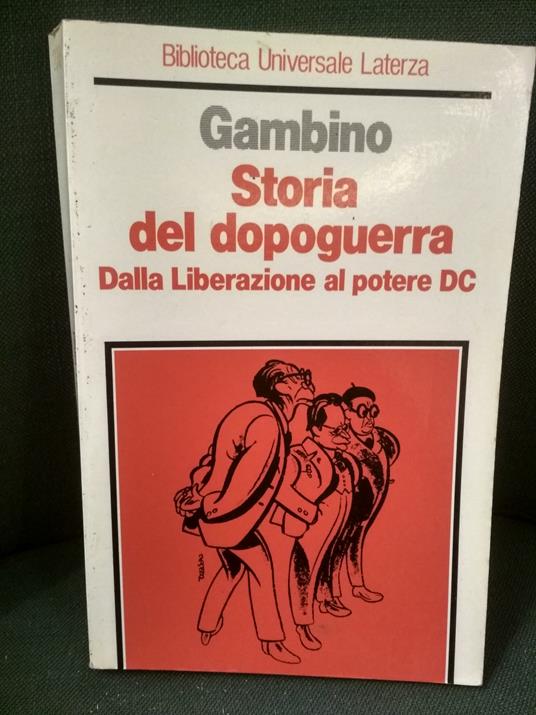 Biblioteca Universale Laterza
Gambino
Storia
del dopoguerra
Dalla Liberazione al potere DC